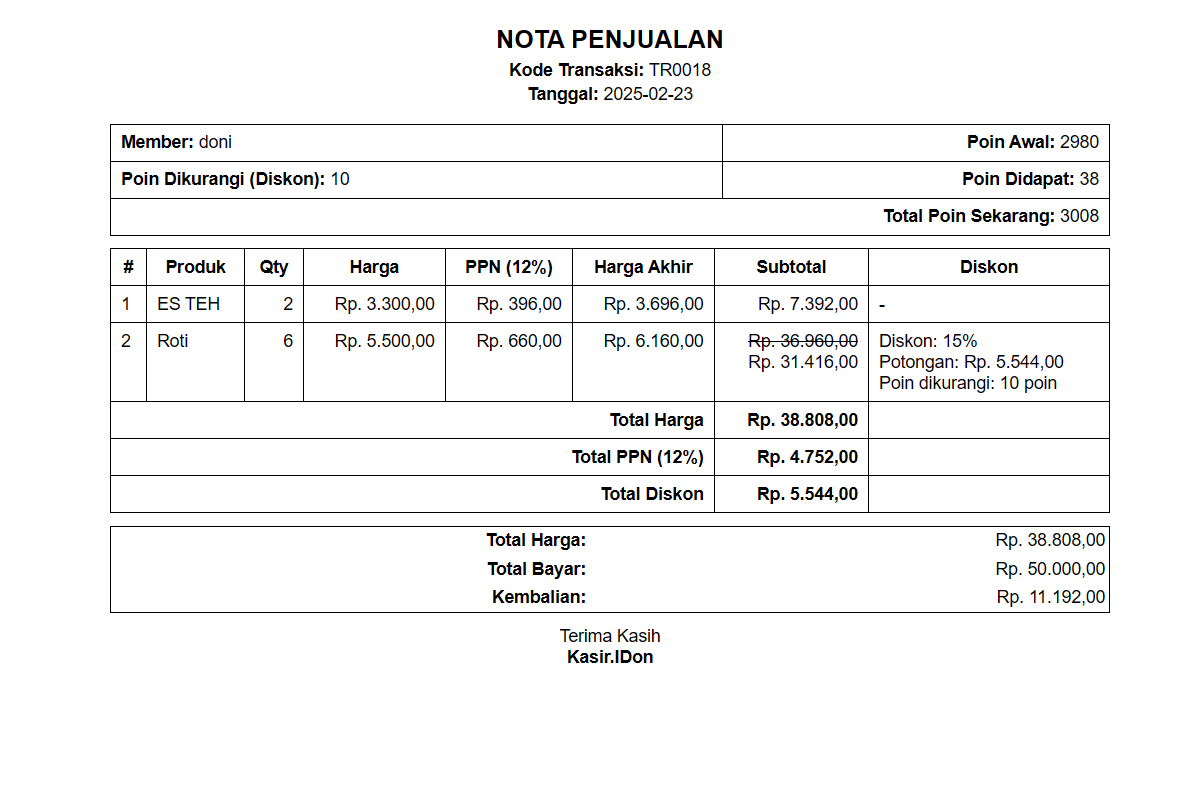 NOTA PENJUALAN
Kode Transaksi: TR0018
Tanggal: 2025-02-23
Member: doni Poin Awal: 2980
Poin Dikurangi (Diskon): 10 Poin Didapat: 38
Total Poin Sekarang: 3008
# Produk Qty Harga PPN (12%) Harga Akhir Subtotal Diskon
1 ES TEH 2 Rp. 3.300,00 Rp. 396,00 Rp. 3.696,00 Rp. 7.392,00 -
2 Roti 6 Rp. 5.500,00 Rp. 660,00 Rp. 6.160,00 Rp. 36.960,00 Diskon: 15%
Rp. 31.416,00 Potongan: Rp. 5.544,00
Poin dikurangi: 10 poin
Total Harga Rp. 38.808,00
Total PPN (12%) Rp. 4.752,00
Total Diskon Rp. 5.544,00
Total Harga: Rp. 38.808,00
Total Bayar: Rp. 50.000,00
Kembalian: Rp. 11.192,00
Terima Kasih
Kasir.IDon